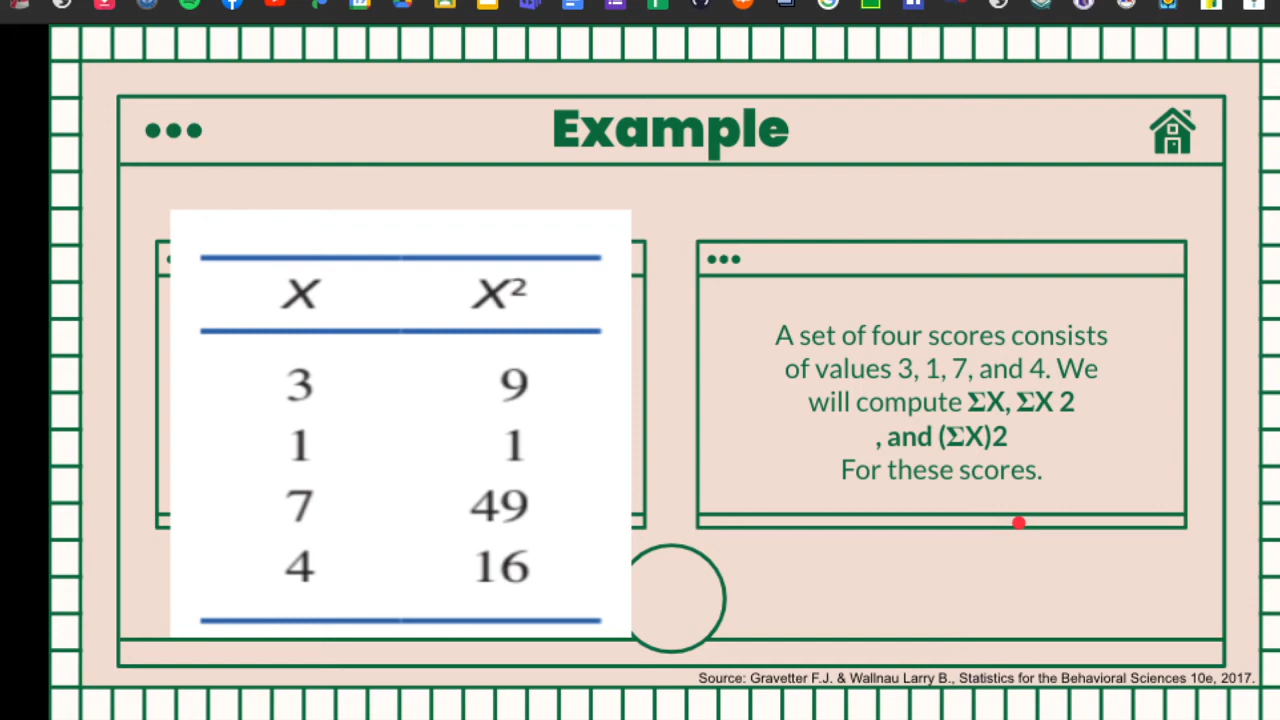 Example
X X²
3 9
1 1
7 49
4 16
A set of four scores consists
of values 3, 1, 7, and 4. We
will compute ΣX, ΣX 2
, and (ΣX)2
For these scores.
Source: Gravetter F.J. & Wallnau Larry B., Statistics for the Behavioral Sciences 10e, 2017.